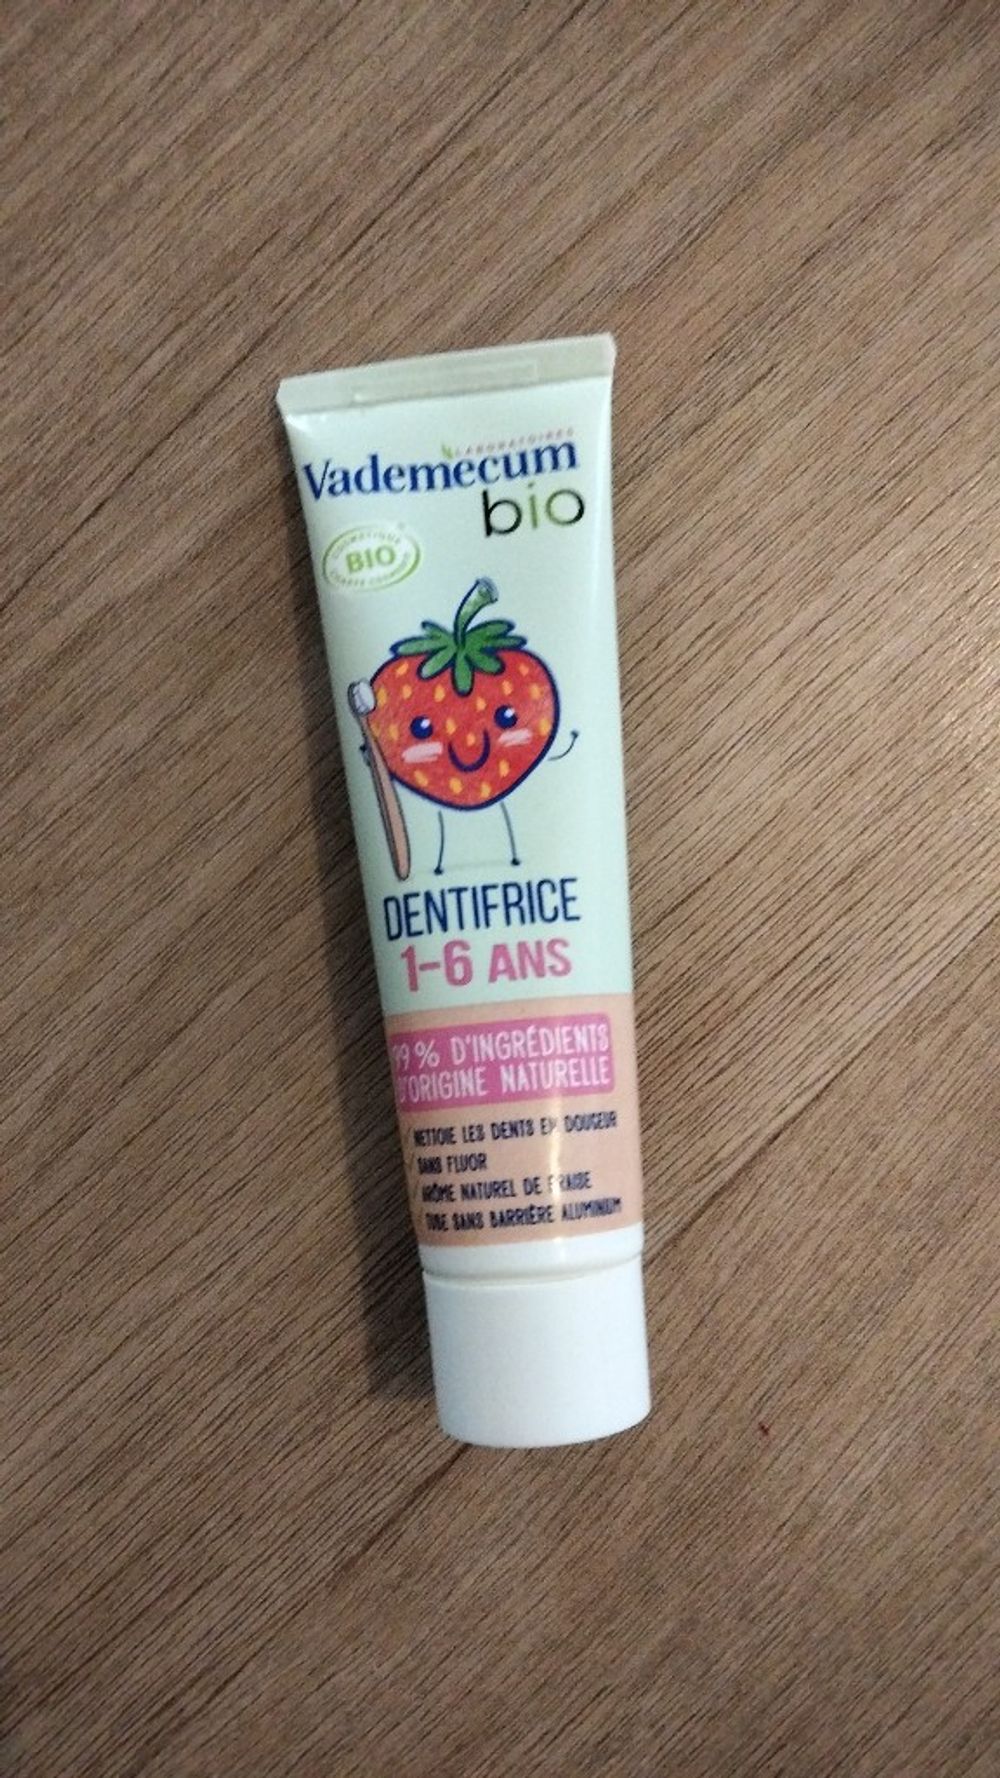 LABORATOIRES
Vademecum
bio
COSMÉTIQUE
BIO
DENTIFRICE
1-6 ANS
99 % D'INGRÉDIENTS
D'ORIGINE NATURELLE
NETTOIE LES DENTS EN DOUCEUR
SANS FLUOR
ARÔME NATUREL DE FRAISE
TUBE SANS BARRIÈRE ALUMINIUM